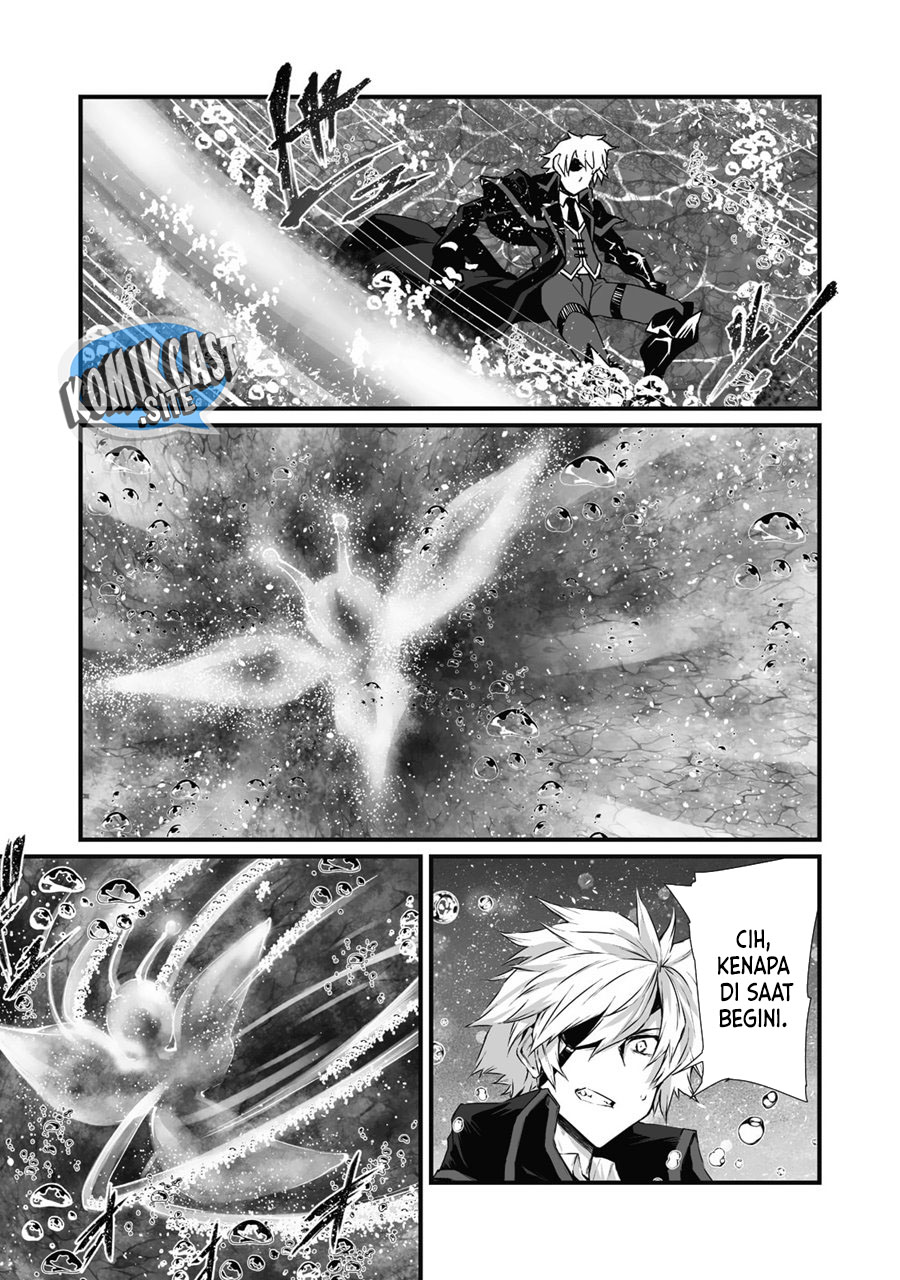 KOMIKCAST
.SITE
CIH,
KENAPA
DI SAAT
BEGINI.